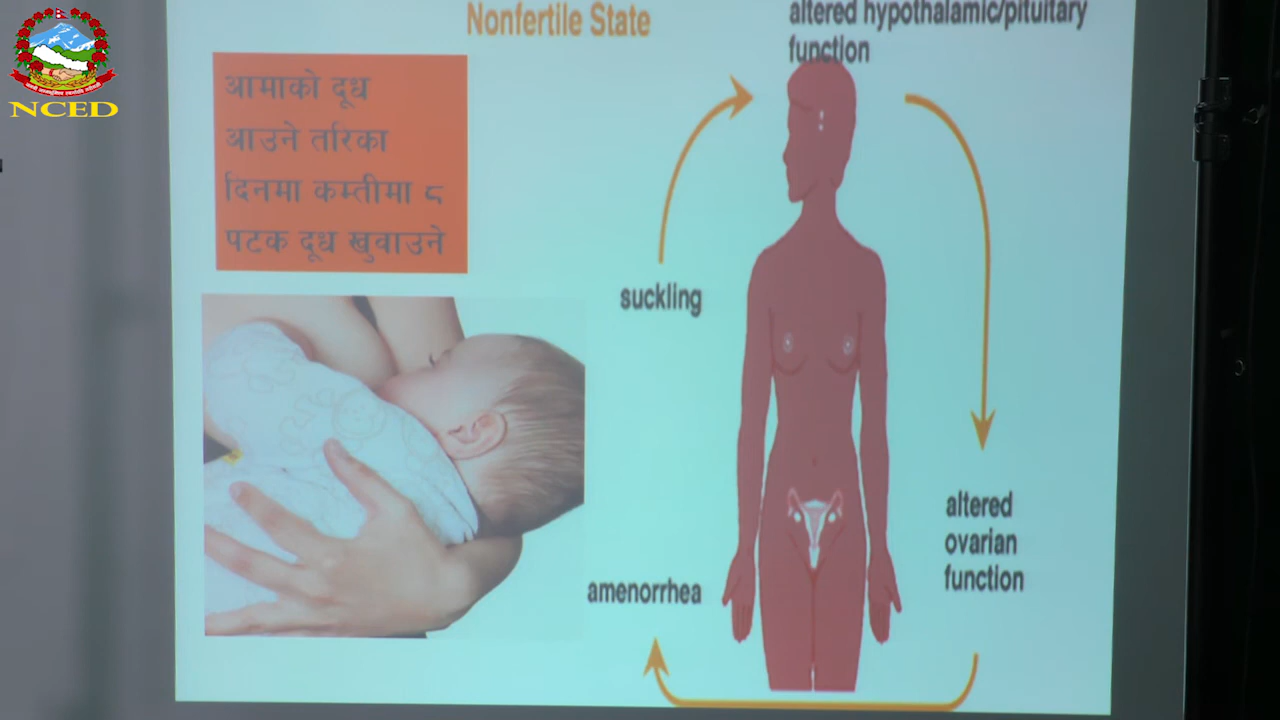 NCED
Nonfertile State
altered hypothalamic/pituitary
function
आमाको दूध
आउने तरिका
दिनमा कम्तीमा ८
पटक दूध खुवाउने
suckling
altered
ovarian
function
amenorrhea